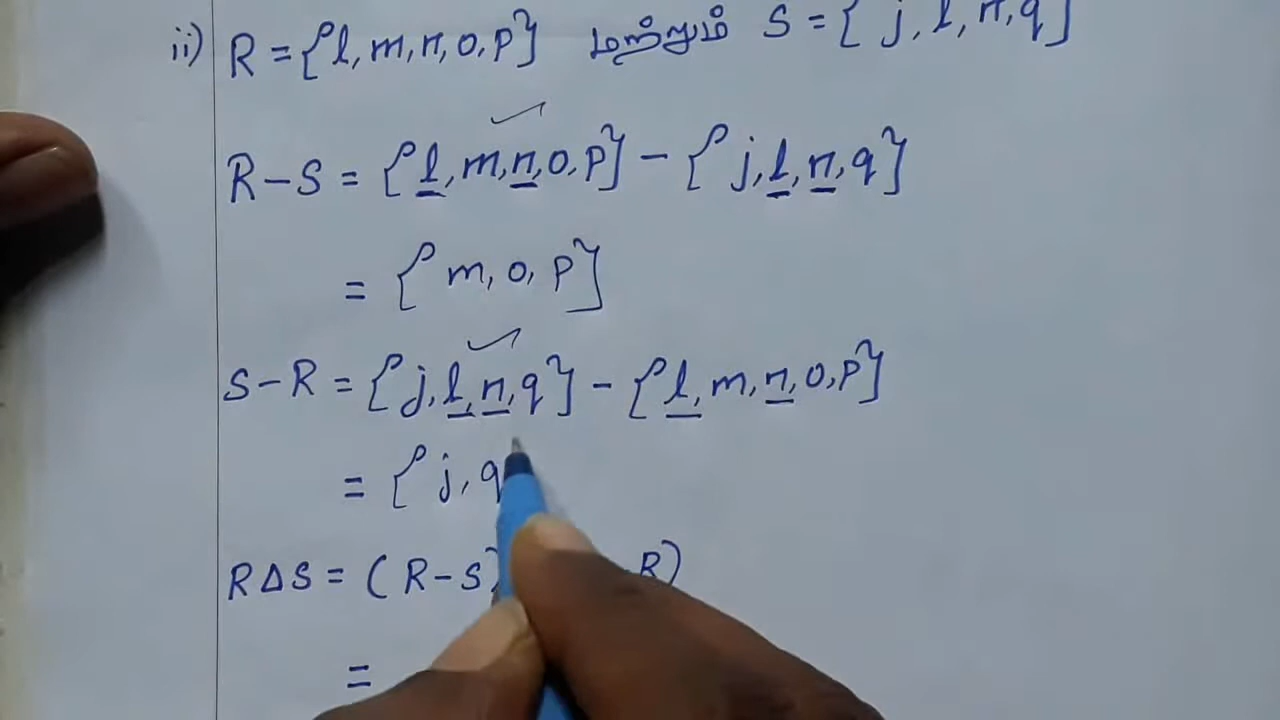 ii) R = {l, m, n, o, p} மற்றும் S = { j, l, n, q }
R - S = { l, m, n, o, p } - { j, l, n, q }
= { m, o, p }
S - R = { j, l, n, q } - { l, m, n, o, p }
= { j, q
R Δ S = ( R - S) - R)
=